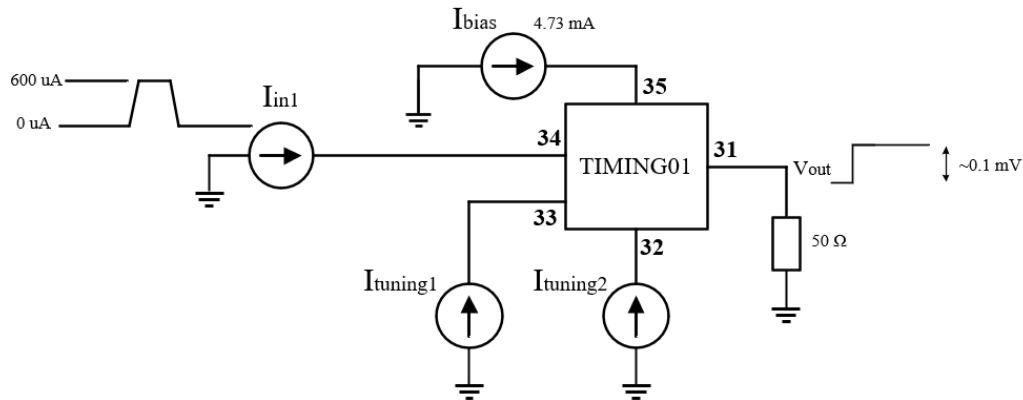 Ibias 4.73 mA
600 uA
0 uA
Iin1
35
34
TIMING01
31
33
32
Vout
~0.1 mV
50 Ω
Ituning1
Ituning2